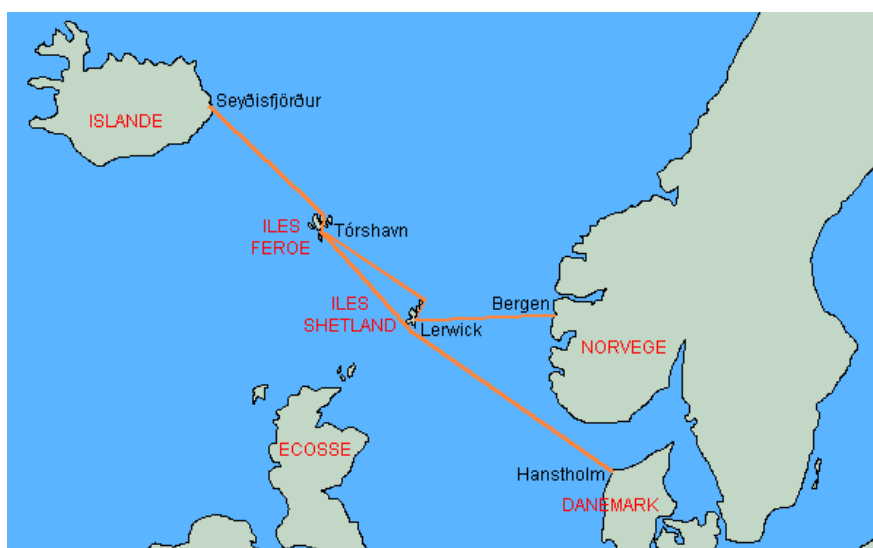 Seyðisfjörður
ISLANDE
ILES
FEROE
Tórshavn
ILES
SHETLAND
Bergen
Lerwick
NORVEGE
ECOSSE
Hanstholm
DANEMARK